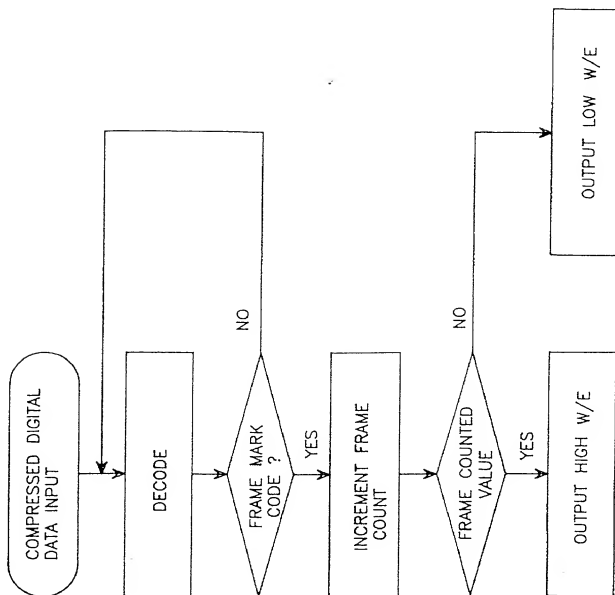 COMPRESSED DIGITAL
DATA INPUT
DECODE
FRAME MARK
CODE ?
NO
YES
INCREMENT FRAME
COUNT
FRAME COUNTED
VALUE
NO
YES
OUTPUT HIGH W/E
OUTPUT LOW W/E